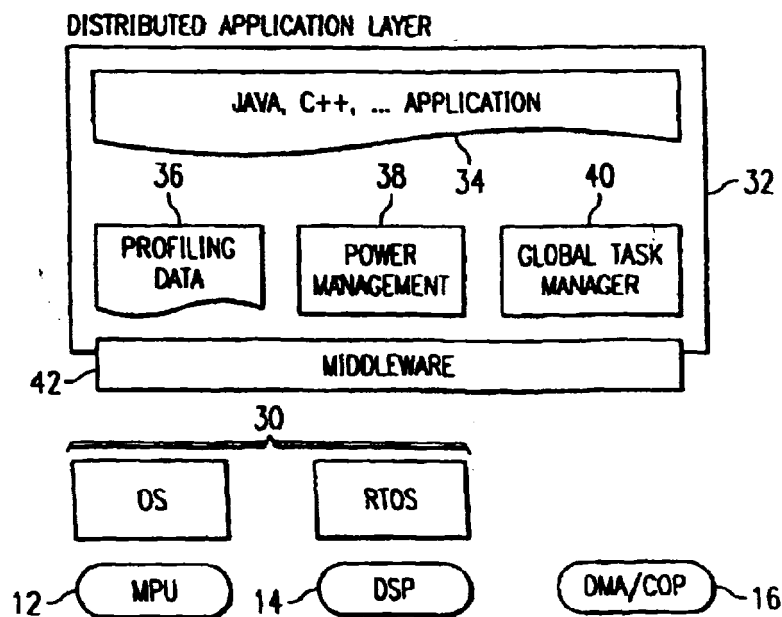 DISTRIBUTED APPLICATION LAYER
JAVA, C++, ... APPLICATION
36
38
34
40
32
PROFILING
DATA
POWER
MANAGEMENT
GLOBAL TASK
MANAGER
MIDDLEWARE
42
30
OS
RTOS
12
MPU
14
DSP
DMA/COP
16